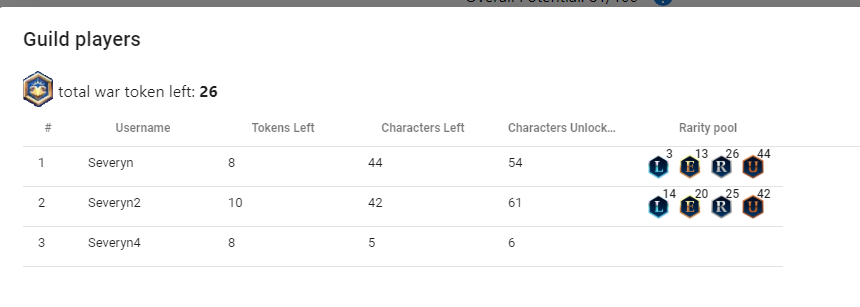 Guild players
total war token left: 26
# Username Tokens Left Characters Left Characters Unlock... Rarity pool
1 Severyn 8 44 54 L 3 E 13 R 26 U 44
2 Severyn2 10 42 61 L 14 E 20 R 25 U 42
3 Severyn4 8 5 6